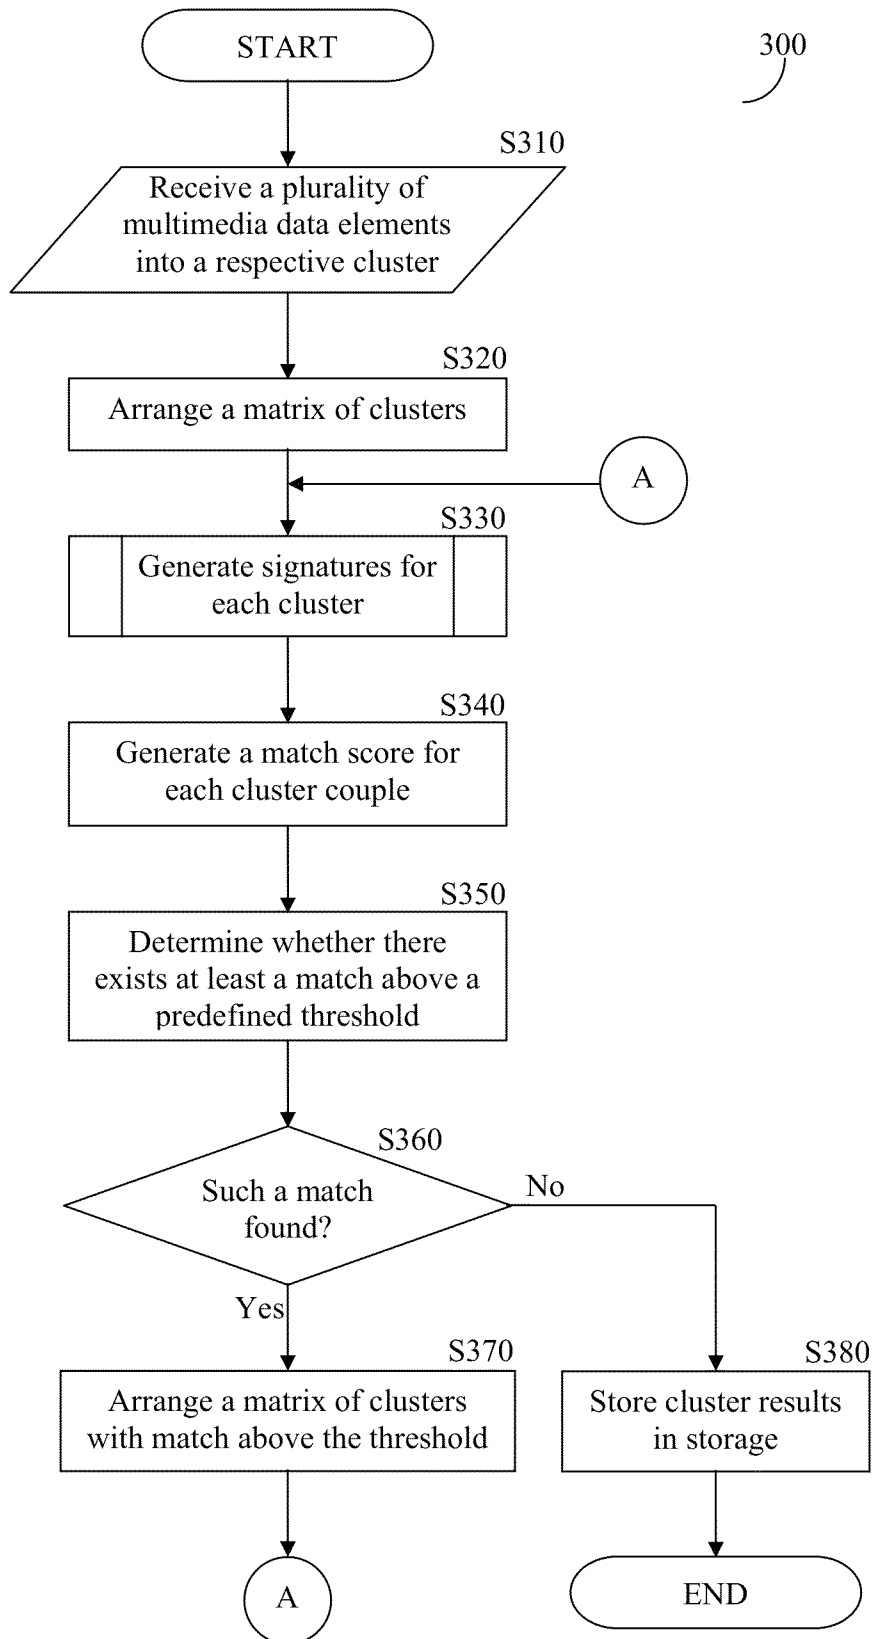 START
300
S310
Receive a plurality of
multimedia data elements
into a respective cluster
S320
Arrange a matrix of clusters
A
S330
Generate signatures for
each cluster
S340
Generate a match score for
each cluster couple
S350
Determine whether there
exists at least a match above a
predefined threshold
S360
Such a match
found?
No
Yes
S370
Arrange a matrix of clusters
with match above the threshold
S380
Store cluster results
in storage
A
END